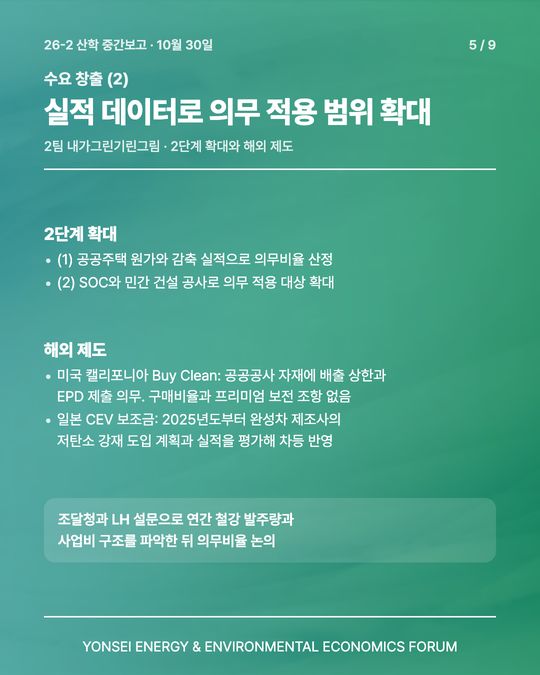 26-2 산학 중간보고 · 10월 30일
5 / 9
수요 창출 (2)
실적 데이터로 의무 적용 범위 확대
2팀 내가그린기린그림 · 2단계 확대와 해외 제도
2단계 확대
• (1) 공공주택 원가와 감축 실적으로 의무비율 산정
• (2) SOC와 민간 건설 공사로 의무 적용 대상 확대
해외 제도
• 미국 캘리포니아 Buy Clean: 공공공사 자재에 배출 상한과
EPD 제출 의무. 구매비율과 프리미엄 보전 조항 없음
• 일본 CEV 보조금: 2025년도부터 완성차 제조사의
저탄소 강재 도입 계획과 실적을 평가해 차등 반영
조달청과 LH 설문으로 연간 철강 발주량과
사업비 구조를 파악한 뒤 의무비율 논의
YONSEI ENERGY & ENVIRONMENTAL ECONOMICS FORUM